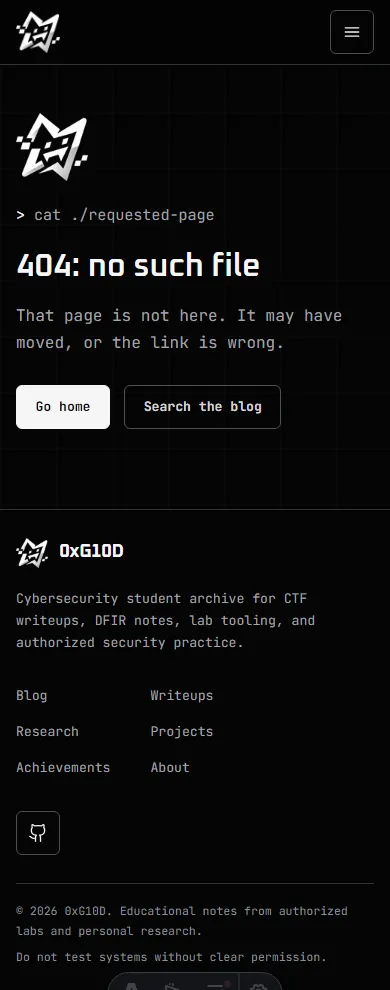 > cat ./requested-page
404: no such file
That page is not here. It may have
moved, or the link is wrong.
Go home
Search the blog
0xG10D
Cybersecurity student archive for CTF
writeups, DFIR notes, lab tooling, and
authorized security practice.
Blog
Writeups
Research
Projects
Achievements
About
© 2026 0xG10D. Educational notes from authorized
labs and personal research.
Do not test systems without clear permission.